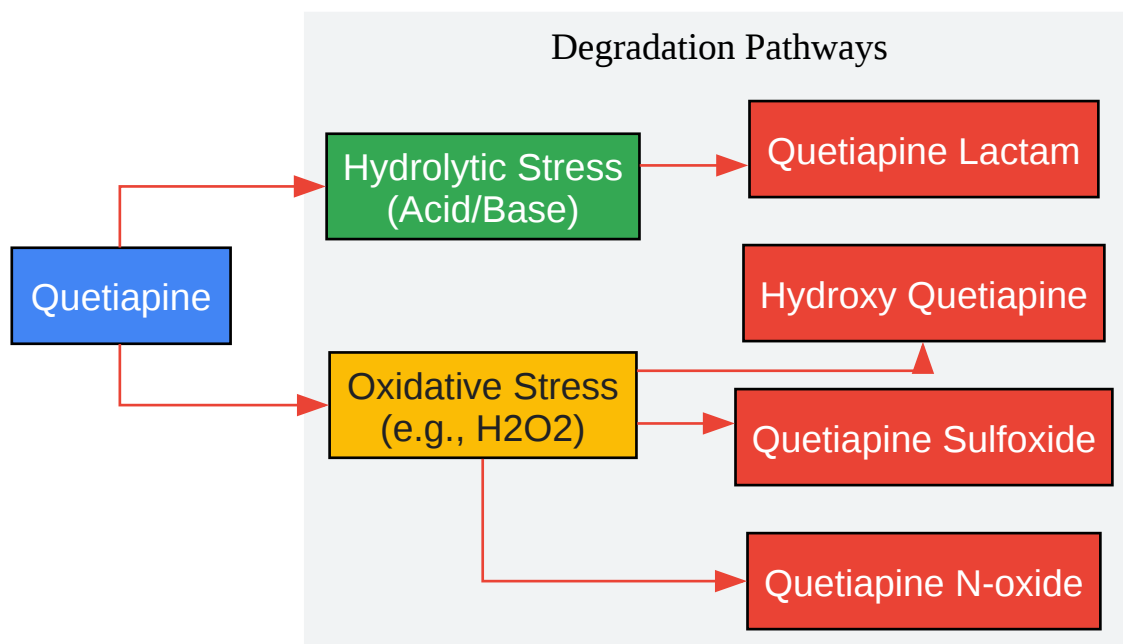 Degradation Pathways
Quetiapine
Hydrolytic Stress
(Acid/Base)
Quetiapine Lactam
Oxidative Stress
(e.g., H2O2)
Hydroxy Quetiapine
Quetiapine Sulfoxide
Quetiapine N-oxide